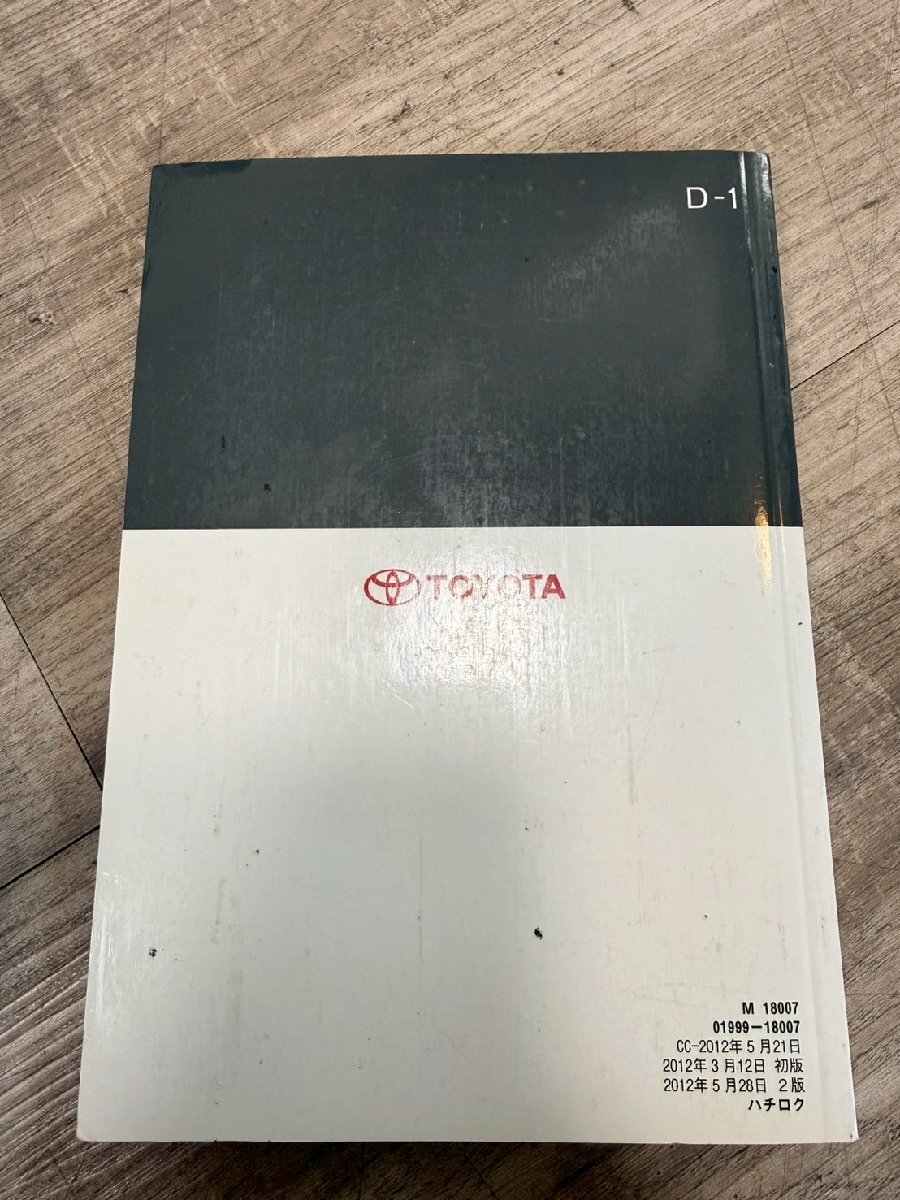 D-1
TOYOTA
M 18007
01999-18007
CC-2012年5月21日
2012年3月12日 初版
2012年5月28日 2版
ハチロク